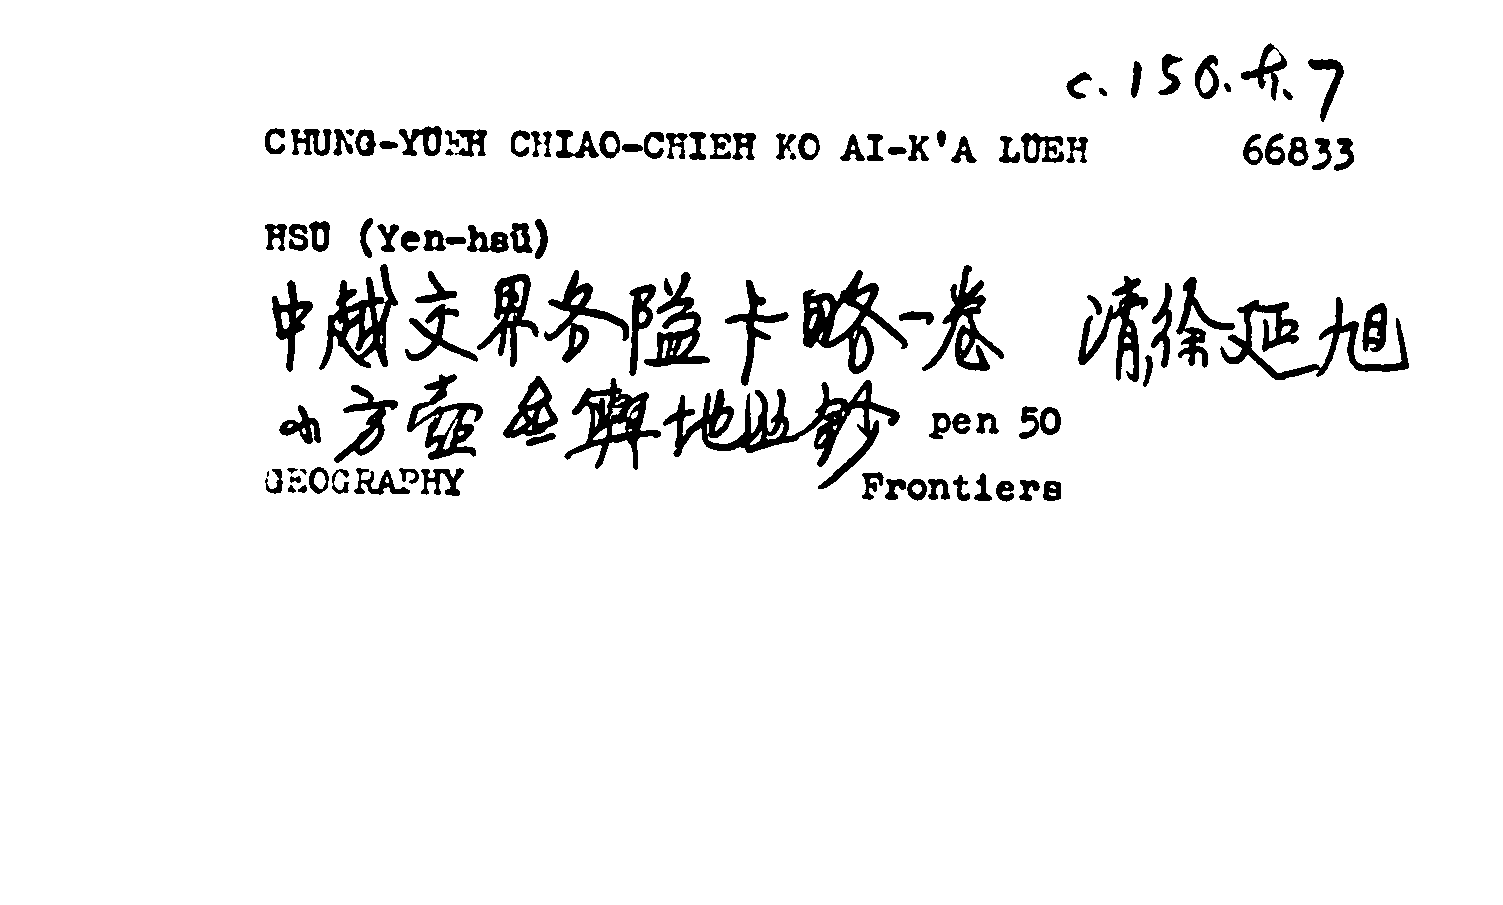 c.150.廾.7
CHUNG-YÜEH CHIAO-CHIEH KO AI-K'A LÜEH 66833
HSÜ (Yen-hsü)
中越交界各隘卡略一卷 清徐延旭
小方壺 輿地叢鈔 pen 50
GEOGRAPHY Frontiers